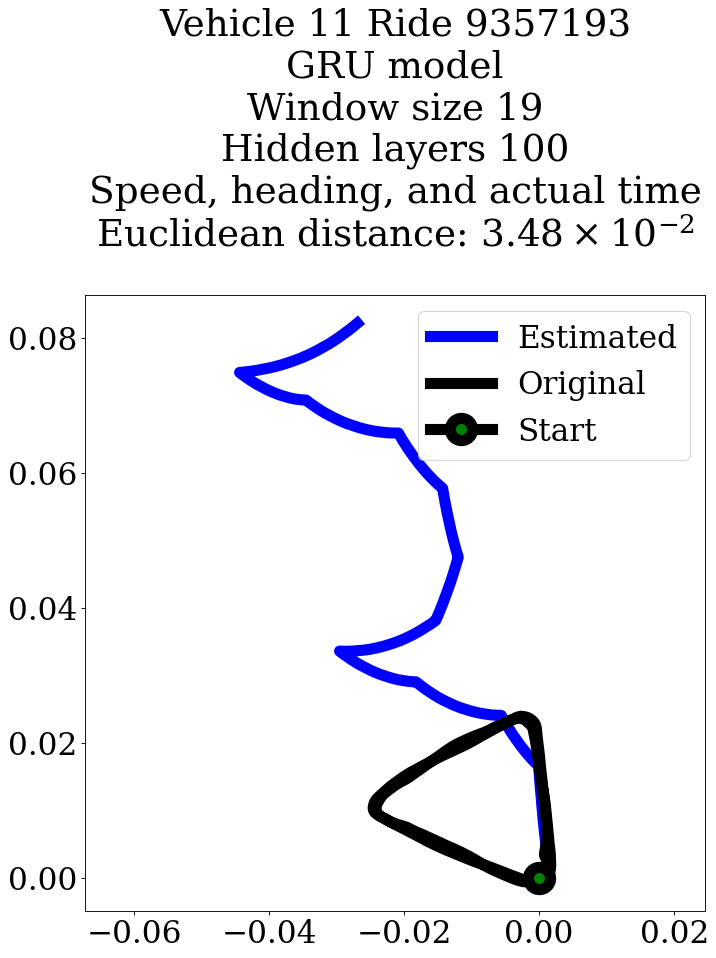 Vehicle 11 Ride 9357193
GRU model
Window size 19
Hidden layers 100
Speed, heading, and actual time
Euclidean distance: 3.48 × 10⁻²
Estimated
Original
Start
0.08
0.06
0.04
0.02
0.00
−0.06 −0.04 −0.02 0.00 0.02